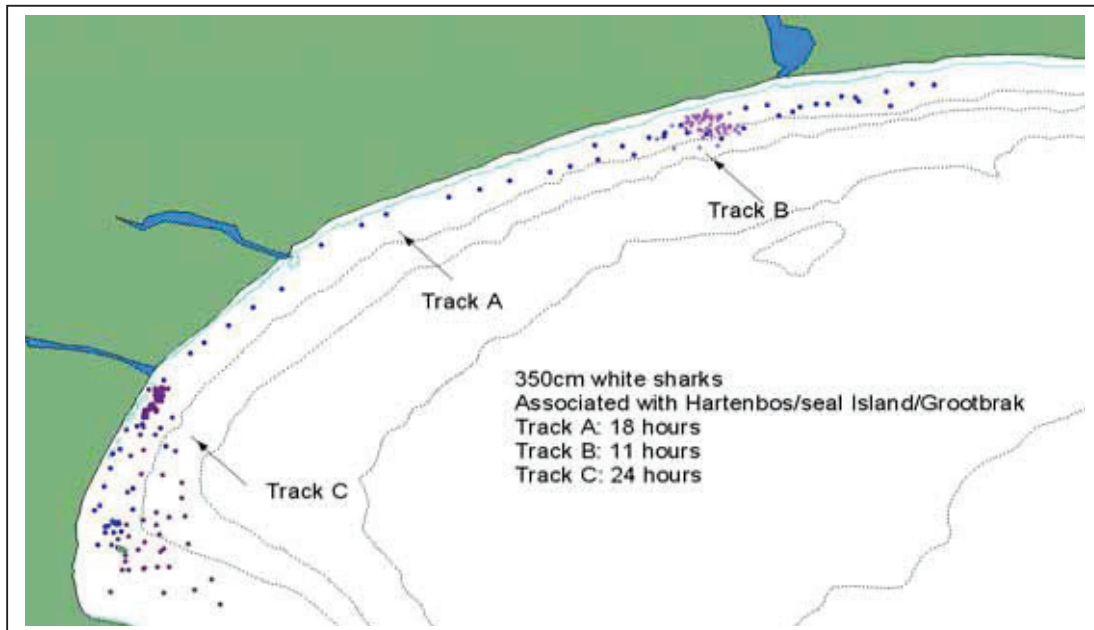 Track B
Track A
350cm white sharks
Associated with Hartenbos/seal Island/Grootbrak
Track A: 18 hours
Track B: 11 hours
Track C: 24 hours
Track C